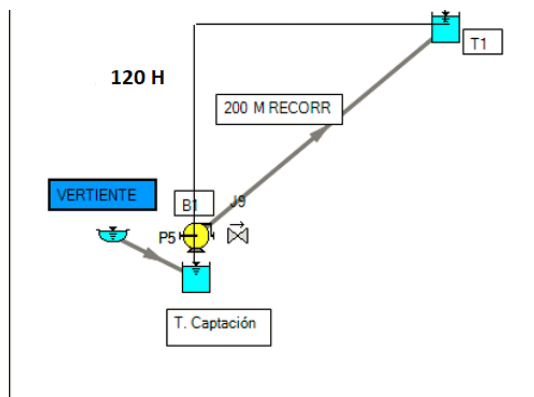 T1
120 H
200 M RECORR
VERTIENTE
B1
J9
P5
T. Captación